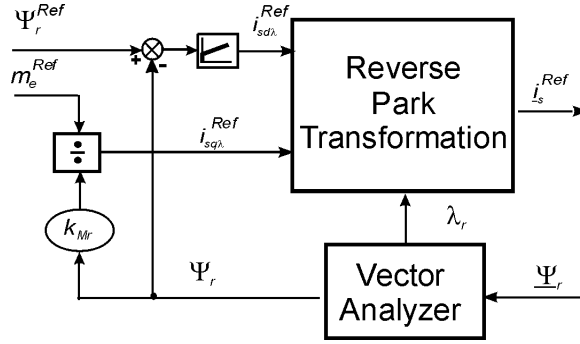 Ψ_r^Ref
+
-
i_sdλ^Ref
m_e^Ref
÷
i_sqλ^Ref
Reverse
Park
Transformation
i_s^Ref
k_Mr
λ_r
Ψ_r
Vector
Analyzer
Ψ_r